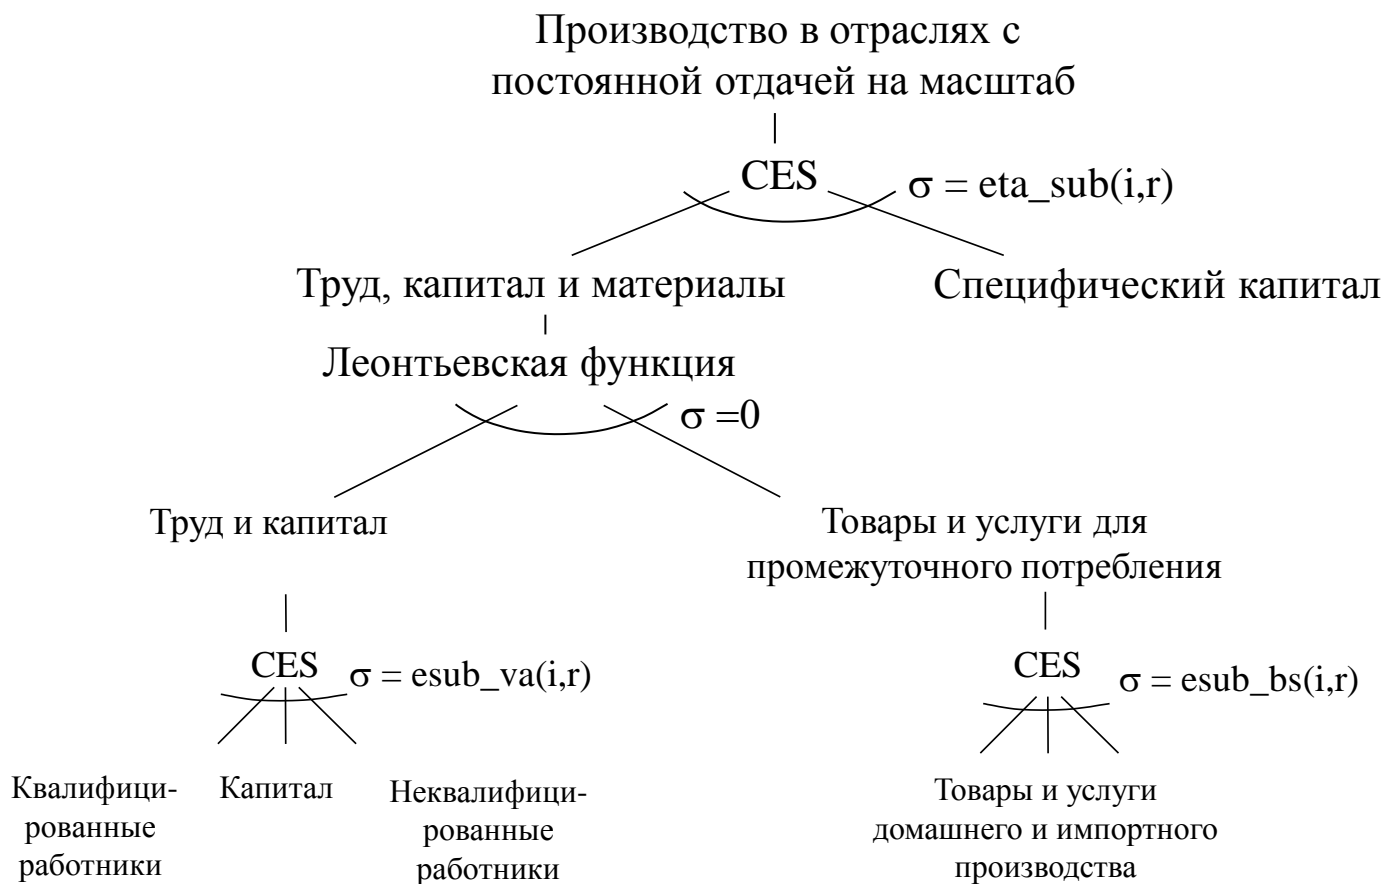 Производство в отраслях с
постоянной отдачей на масштаб
CES
σ = eta_sub(i,r)
Труд, капитал и материалы
Специфический капитал
Леонтьевская функция
σ =0
Труд и капитал
Товары и услуги для
промежуточного потребления
CES
σ = esub_va(i,r)
CES
σ = esub_bs(i,r)
Квалифици-
рованные
работники
Капитал
Неквалифици-
рованные
работники
Товары и услуги
домашнего и импортного
производства